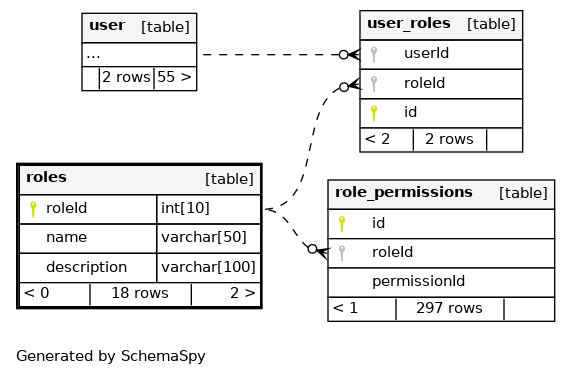 user [table]
...
2 rows 55 >
user_roles [table]
userId
roleId
id
< 2 2 rows
roles [table]
roleId int[10]
name varchar[50]
description varchar[100]
< 0 18 rows 2 >
role_permissions [table]
id
roleId
permissionId
< 1 297 rows
Generated by SchemaSpy